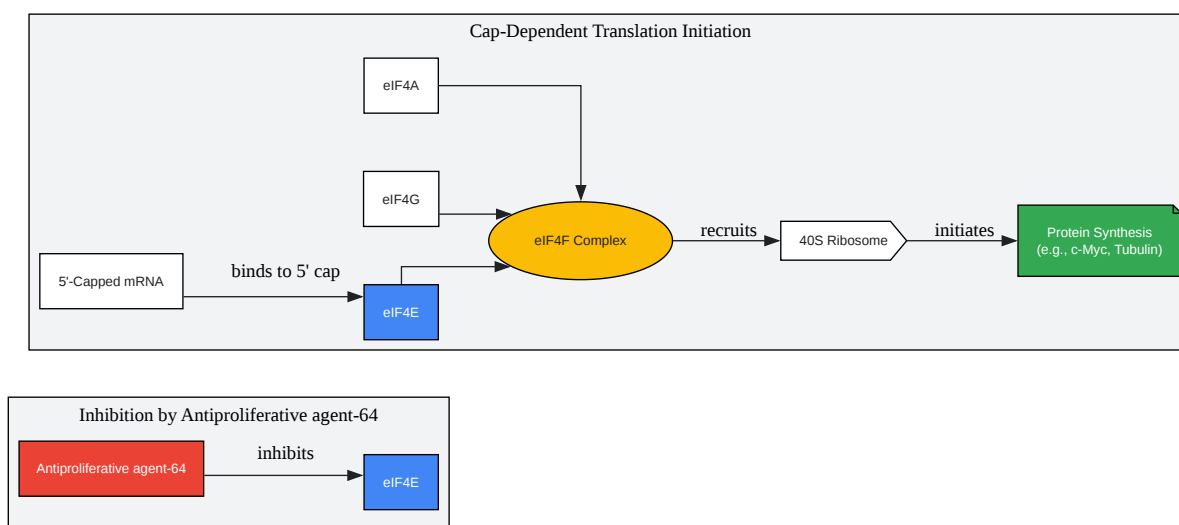 Cap-Dependent Translation Initiation
eIF4A
eIF4G
eIF4F Complex
recruits
40S Ribosome
initiates
Protein Synthesis
(e.g., c-Myc, Tubulin)
5'-Capped mRNA
binds to 5' cap
eIF4E
Inhibition by Antiproliferative agent-64
Antiproliferative agent-64
inhibits
eIF4E